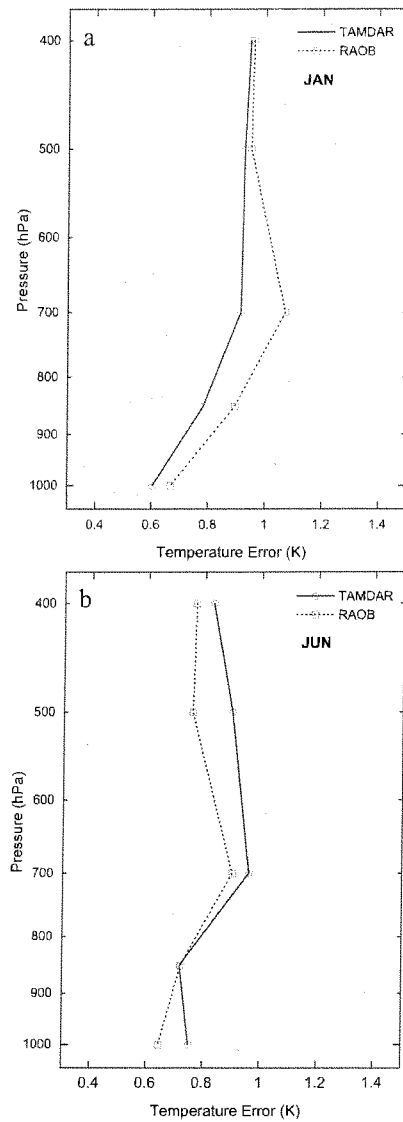 a
TAMDAR
RAOB
JAN
400
500
600
700
800
900
1000
Pressure (hPa)
0.4 0.6 0.8 1 1.2 1.4
Temperature Error (K)
b
TAMDAR
RAOB
JUN
400
500
600
700
800
900
1000
Pressure (hPa)
0.4 0.6 0.8 1 1.2 1.4
Temperature Error (K)